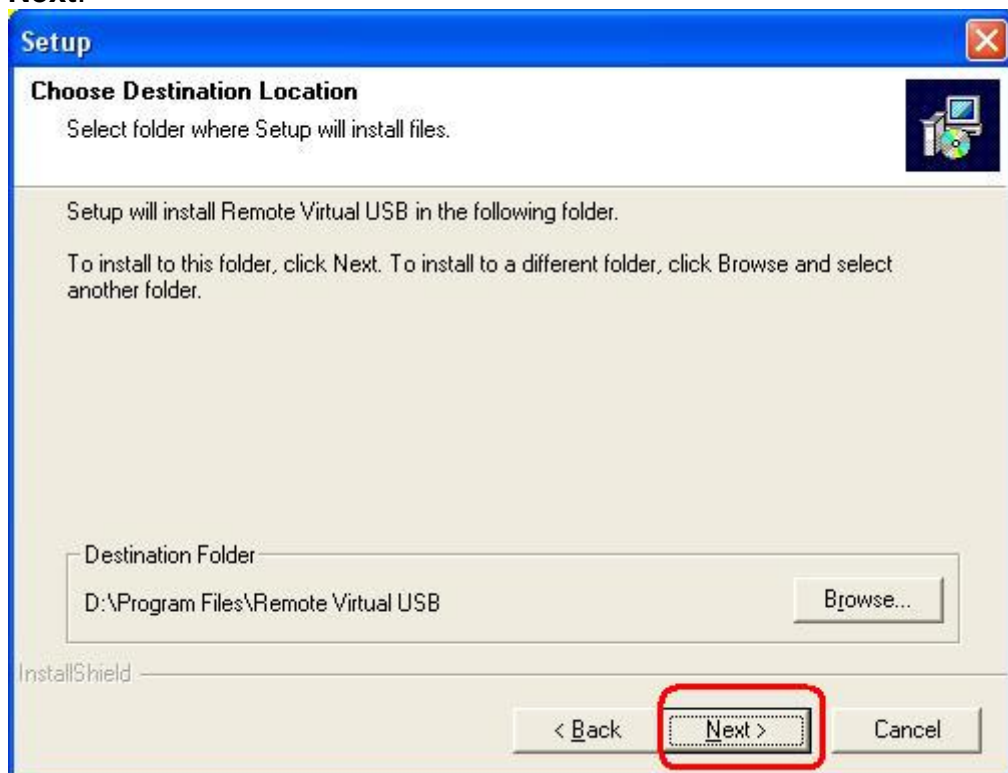 Next.
Setup
Choose Destination Location
Select folder where Setup will install files.
Setup will install Remote Virtual USB in the following folder.
To install to this folder, click Next. To install to a different folder, click Browse and select
another folder.
Destination Folder
D:\Program Files\Remote Virtual USB
Browse...
InstallShield
< Back
Next >
Cancel